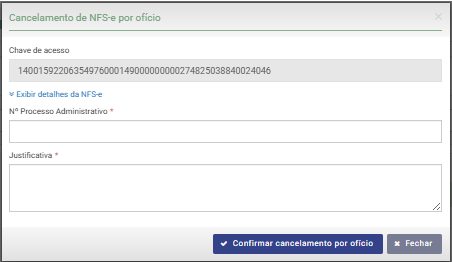 Cancelamento de NFS-e por ofício
Chave de acesso
14001592206354976000149000000000274825038840024046
Exibir detalhes da NFS-e
Nº Processo Administrativo *
Justificativa *
Confirmar cancelamento por ofício
Fechar